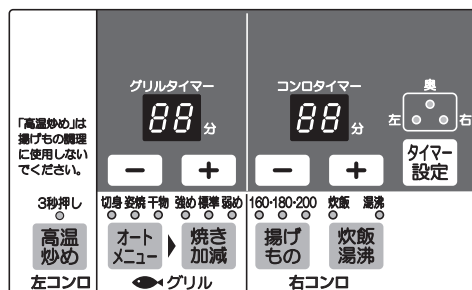 グリルタイマー
88分
− +
コンロタイマー
88分
− +
奥
左 右
タイマー
設定
「高温炒め」は
揚げもの調理
に使用しない
でください。
3秒押し
高温
炒め
左コンロ
切身 姿焼 干物 強め 標準 弱め
オート
メニュー
焼き
加減
グリル
160・180・200 炊飯 湯沸
揚げ
もの
炊飯
湯沸
右コンロ